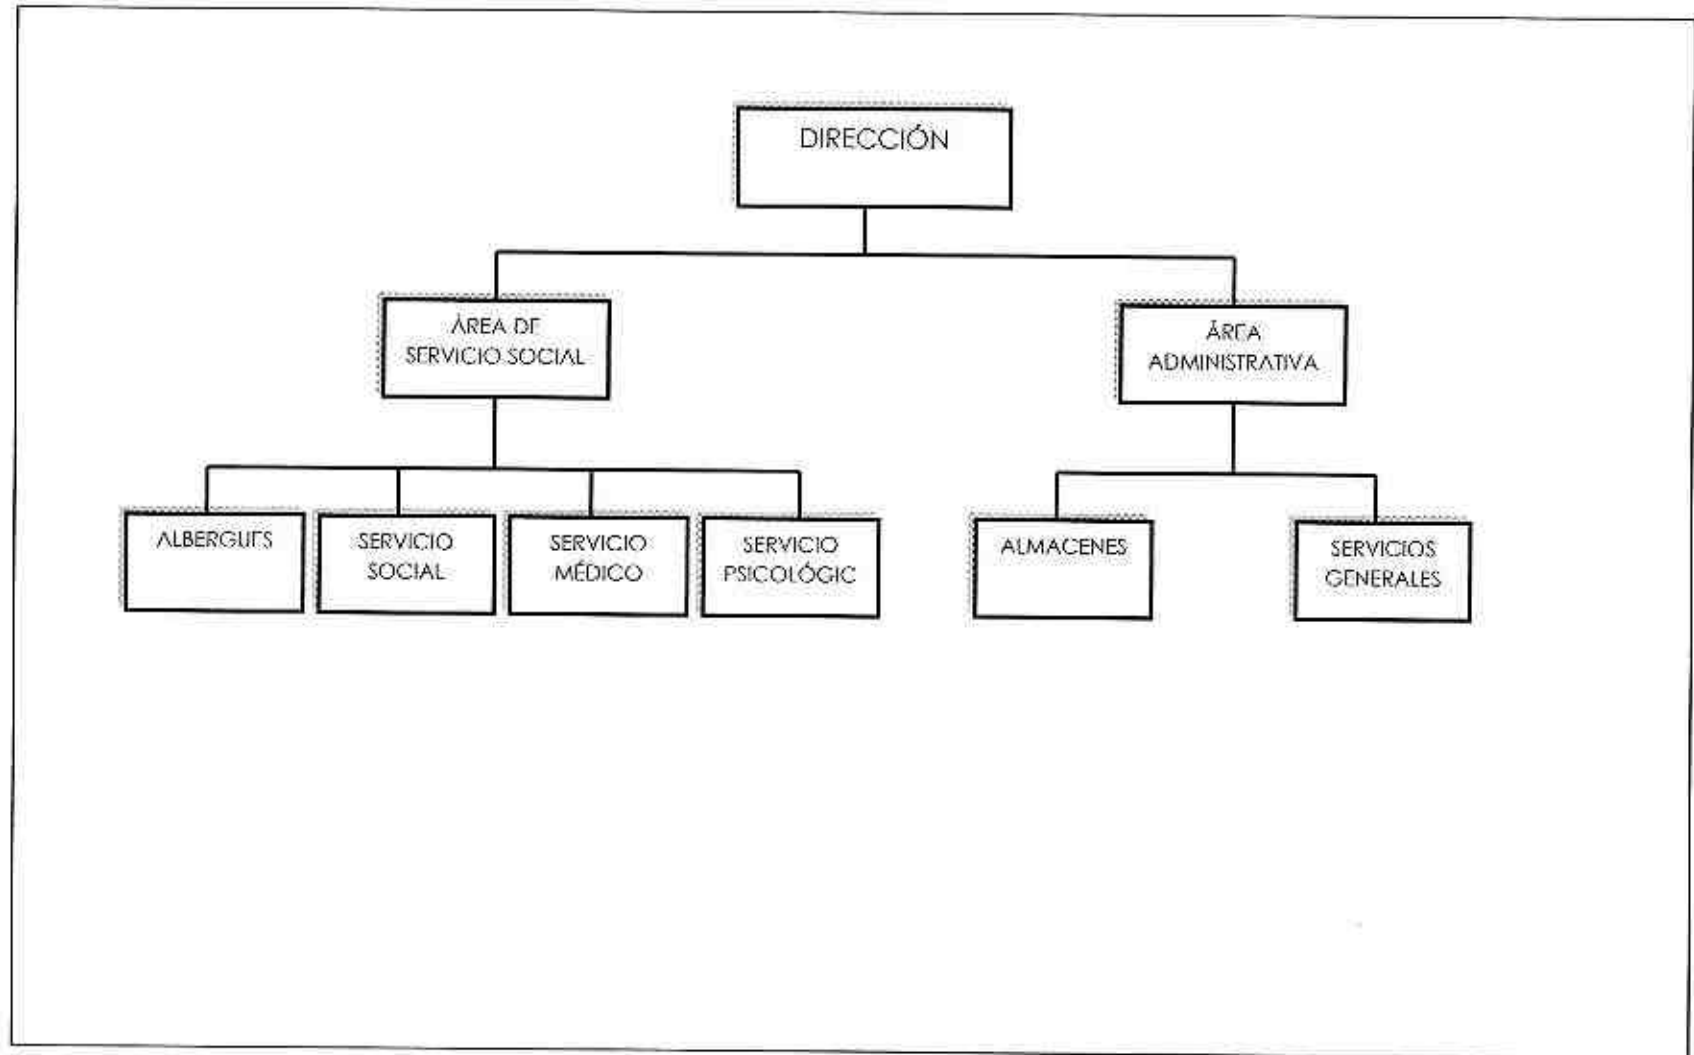 DIRECCIÓN
ÁREA DE
SERVICIO SOCIAL
ÁREA
ADMINISTRATIVA
ALBERGUES
SERVICIO
SOCIAL
SERVICIO
MÉDICO
SERVICIO
PSICOLÓGIC
ALMACENES
SERVICIOS
GENERALES